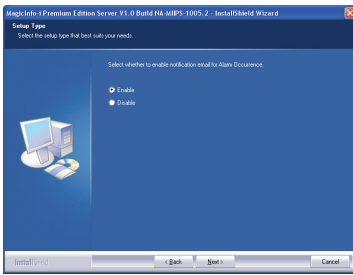 MagicInfo-i Premium Edition Server V1.0 Build NA-MIIPS-1005.2 - InstallShield Wizard
Setup Type
Select the setup type that best suits your needs.
Select whether to enable notification email for Alarm Occurrence.
Enable
Disable
InstallShield
< Back
Next >
Cancel